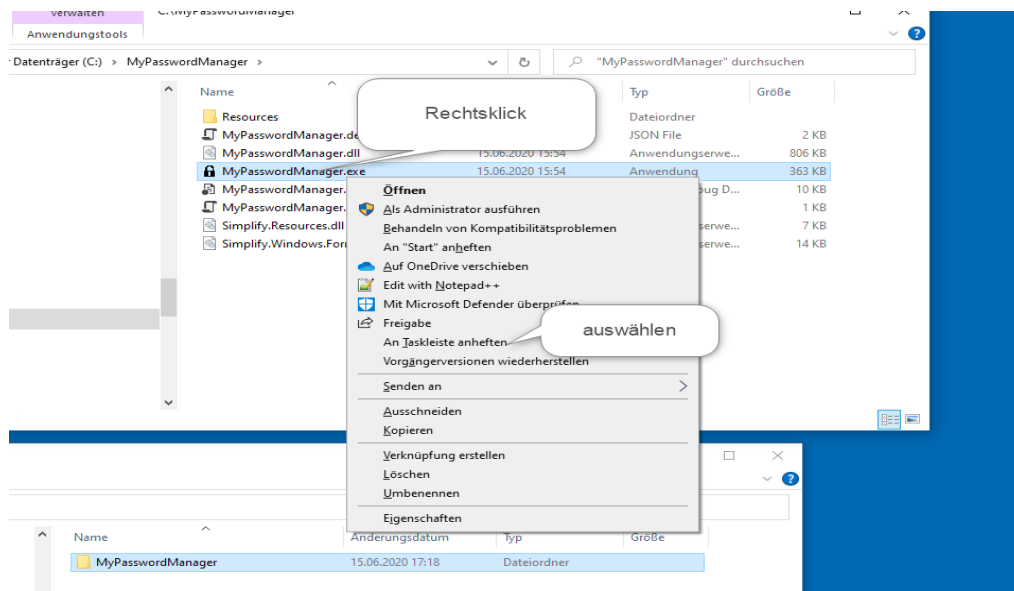 Verwalten C:\MyPasswordManager
Anwendungstools
Datenträger (C:) > MyPasswordManager > "MyPasswordManager" durchsuchen
Name Typ Größe
Rechtsklick
Resources Dateiordner
MyPasswordManager.de JSON File 2 KB
MyPasswordManager.dll 15.06.2020 15:54 Anwendungserwe... 806 KB
MyPasswordManager.exe 15.06.2020 15:54 Anwendung 363 KB
MyPasswordManager. bug D... 10 KB
MyPasswordManager. 1 KB
Simplify.Resources.dll serwe... 7 KB
Simplify.Windows.For serwe... 14 KB
Öffnen
Als Administrator ausführen
Behandeln von Kompatibilitätsproblemen
An "Start" anheften
Auf OneDrive verschieben
Edit with Notepad++
Mit Microsoft Defender überprüfen
Freigabe
auswählen
An Taskleiste anheften
Vorgängerversionen wiederherstellen
Senden an
Ausschneiden
Kopieren
Verknüpfung erstellen
Löschen
Umbenennen
Eigenschaften
Name Änderungsdatum Typ Größe
MyPasswordManager 15.06.2020 17:18 Dateiordner